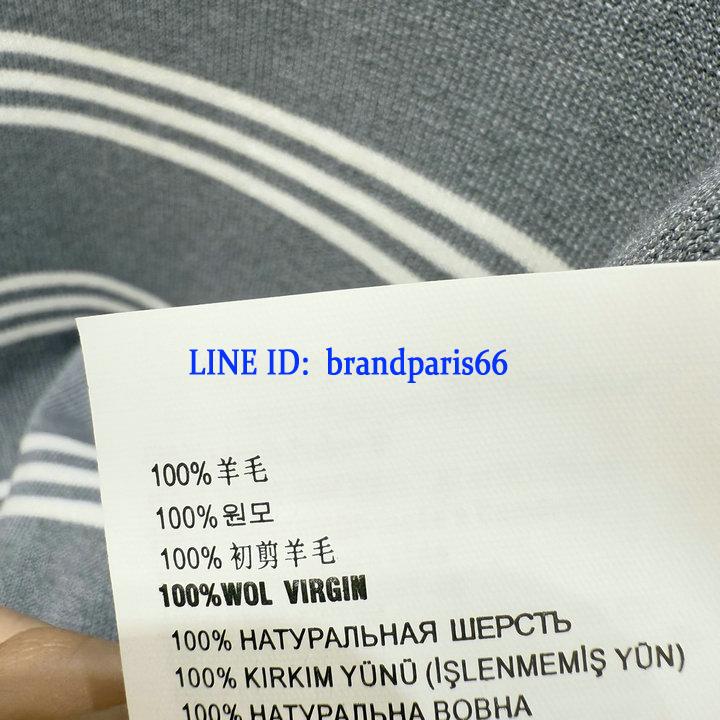 LINE ID: brandparis66
100% 羊毛
100% 원모
100% 初剪羊毛
100%WOL VIRGIN
100% НАТУРАЛЬНАЯ ШЕРСТЬ
100% KIRKIM YÜNÜ (İŞLENMEMİŞ YÜN)
100% НАТУРАЛЬНА ВОВНА